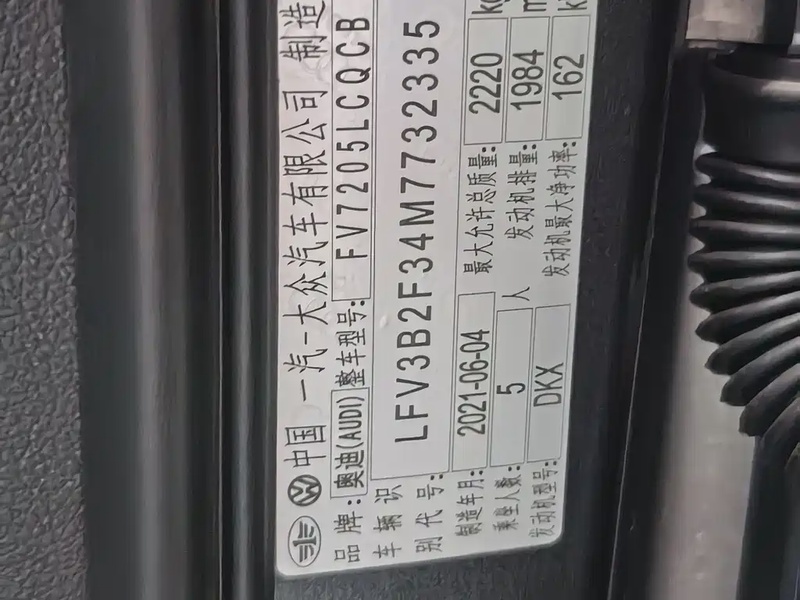 中国 一汽-大众汽车有限公司 制造
品牌:奥迪(AUDI) 整车型号:FV7205LCQCB
车辆识别代号:LFV3B2F34M7732335
制造年月:2021-06-04 最大允许总质量:2220 kg
乘坐人数:5 人 发动机排量:1984 m
发动机型号:DKX 发动机最大净功率:162 k